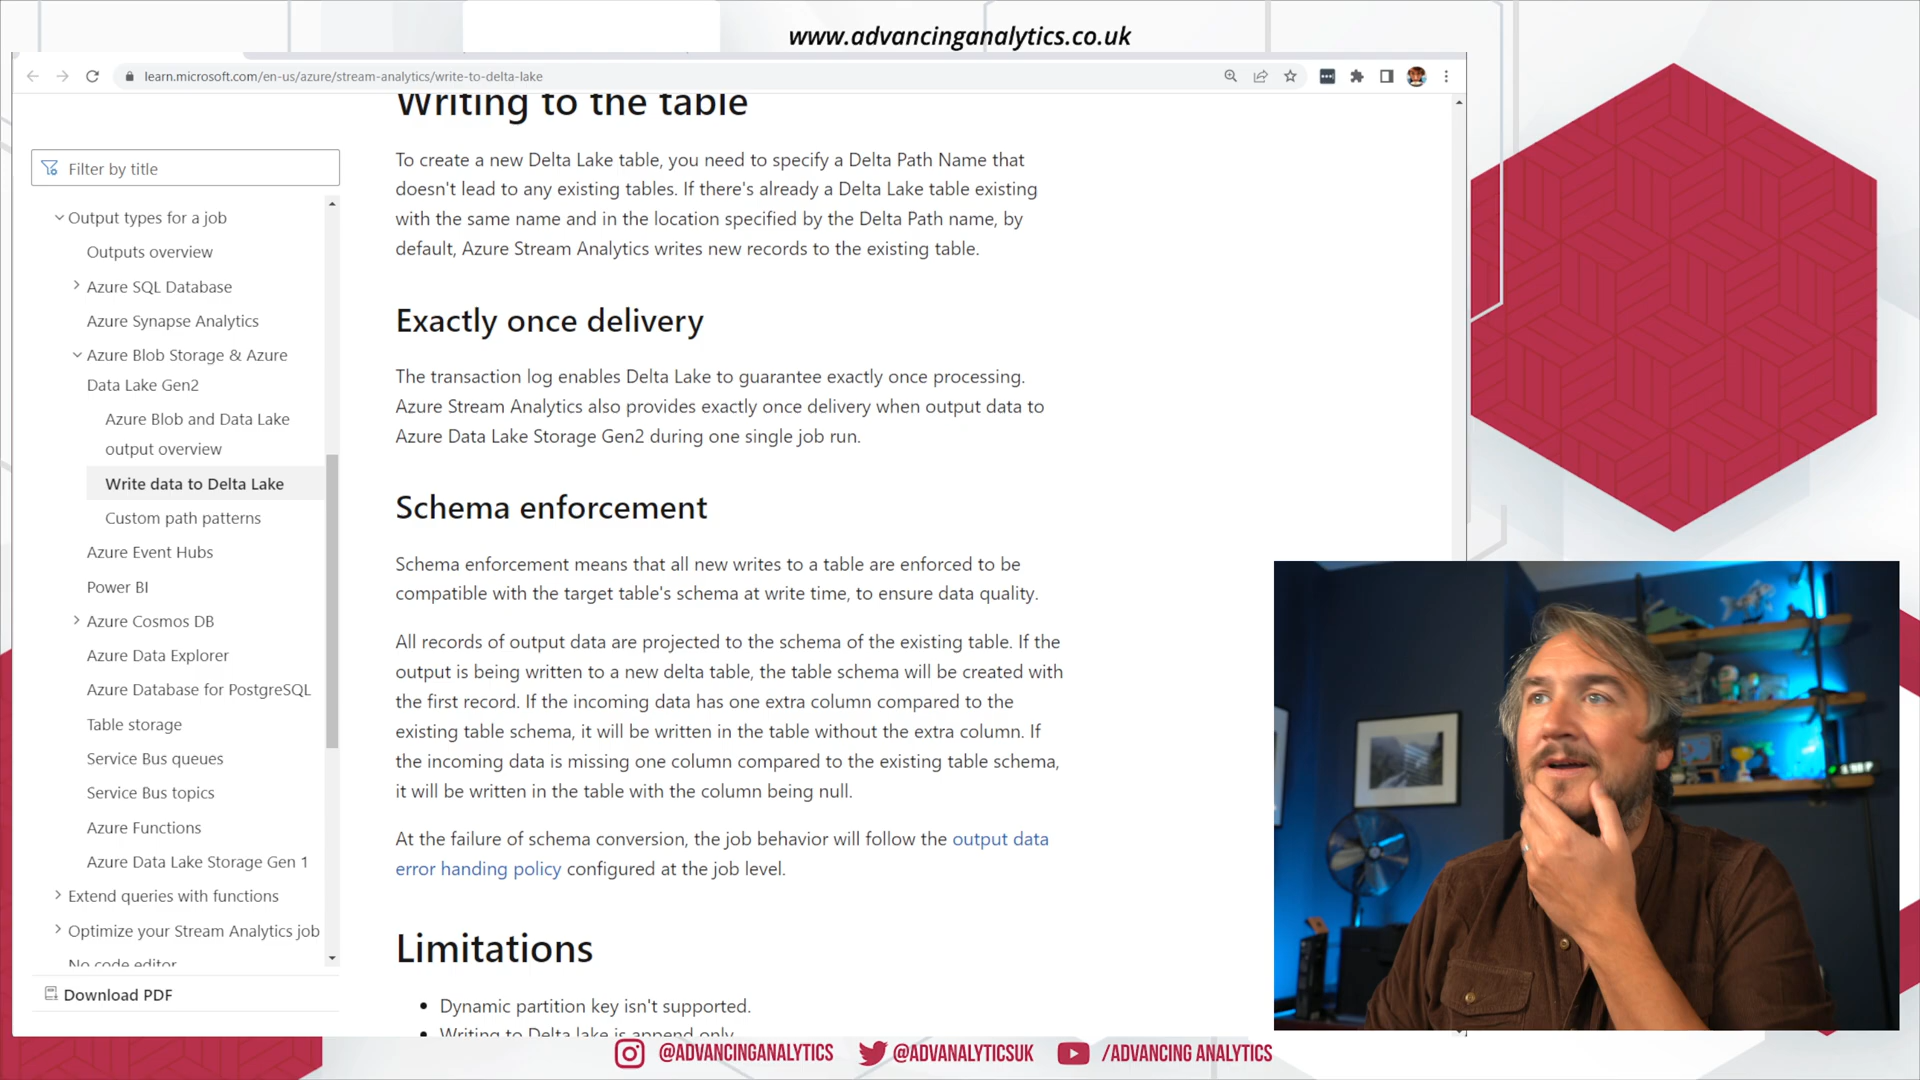 www.advancinganalytics.co.uk
learn.microsoft.com/en-us/azure/stream-analytics/write-to-delta-lake
Filter by title
Output types for a job
Outputs overview
Azure SQL Database
Azure Synapse Analytics
Azure Blob Storage & Azure
Data Lake Gen2
Azure Blob and Data Lake
output overview
Write data to Delta Lake
Custom path patterns
Azure Event Hubs
Power BI
Azure Cosmos DB
Azure Data Explorer
Azure Database for PostgreSQL
Table storage
Service Bus queues
Service Bus topics
Azure Functions
Azure Data Lake Storage Gen 1
Extend queries with functions
Optimize your Stream Analytics job
No code editor
Download PDF
Writing to the table
To create a new Delta Lake table, you need to specify a Delta Path Name that
doesn't lead to any existing tables. If there's already a Delta Lake table existing
with the same name and in the location specified by the Delta Path name, by
default, Azure Stream Analytics writes new records to the existing table.
Exactly once delivery
The transaction log enables Delta Lake to guarantee exactly once processing.
Azure Stream Analytics also provides exactly once delivery when output data to
Azure Data Lake Storage Gen2 during one single job run.
Schema enforcement
Schema enforcement means that all new writes to a table are enforced to be
compatible with the target table's schema at write time, to ensure data quality.
All records of output data are projected to the schema of the existing table. If the
output is being written to a new delta table, the table schema will be created with
the first record. If the incoming data has one extra column compared to the
existing table schema, it will be written in the table without the extra column. If
the incoming data is missing one column compared to the existing table schema,
it will be written in the table with the column being null.
At the failure of schema conversion, the job behavior will follow the output data
error handing policy configured at the job level.
Limitations
Dynamic partition key isn't supported.
Writing to Delta lake is append only.
@ADVANCINGANALYTICS
@ADVANALYTICSUK
/ADVANCING ANALYTICS